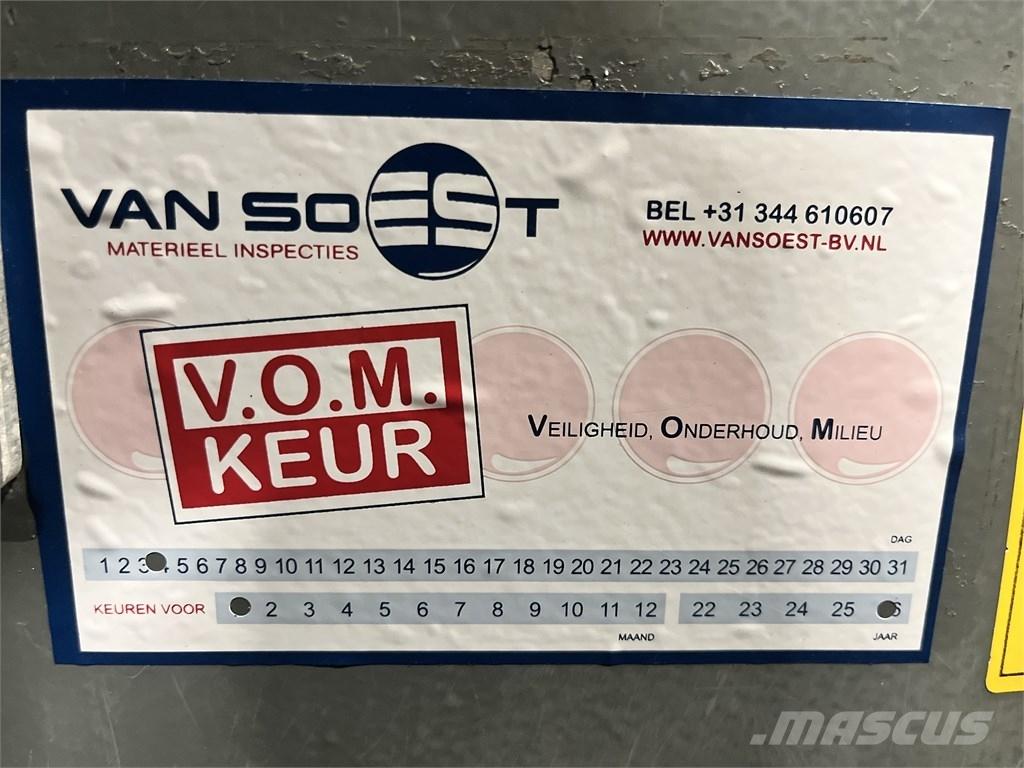 VAN SOEST
MATERIEEL INSPECTIES
BEL +31 344 610607
WWW.VANSOEST-BV.NL
V.O.M.
KEUR
VEILIGHEID, ONDERHOUD, MILIEU
DAG
1 2 3 5 6 7 8 9 10 11 12 13 14 15 16 17 18 19 20 21 22 23 24 25 26 27 28 29 30 31
KEUREN VOOR 2 3 4 5 6 7 8 9 10 11 12 22 23 24 25 6
MAAND JAAR
MASCUS